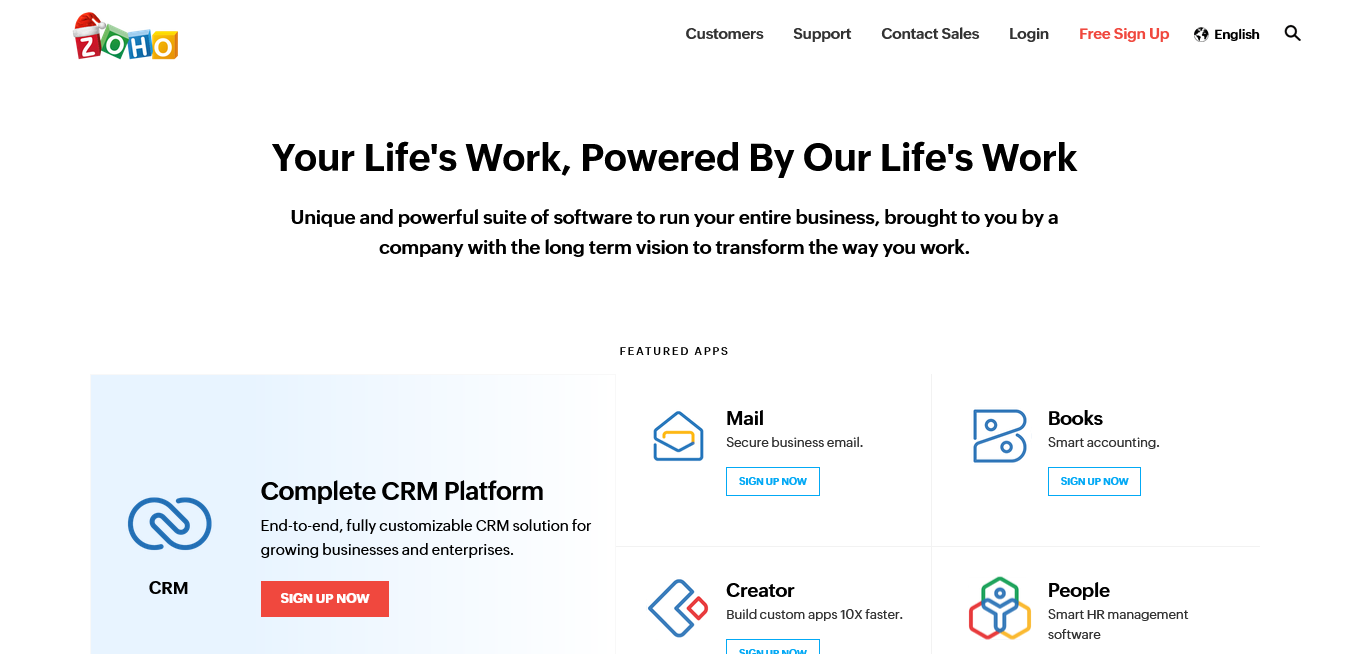 ZOHO
Customers
Support
Contact Sales
Login
Free Sign Up
English
Your Life's Work, Powered By Our Life's Work
Unique and powerful suite of software to run your entire business, brought to you by a
company with the long term vision to transform the way you work.
FEATURED APPS
CRM
Complete CRM Platform
End-to-end, fully customizable CRM solution for
growing businesses and enterprises.
SIGN UP NOW
Mail
Secure business email.
SIGN UP NOW
Books
Smart accounting.
SIGN UP NOW
Creator
Build custom apps 10X faster.
SIGN UP NOW
People
Smart HR management
software